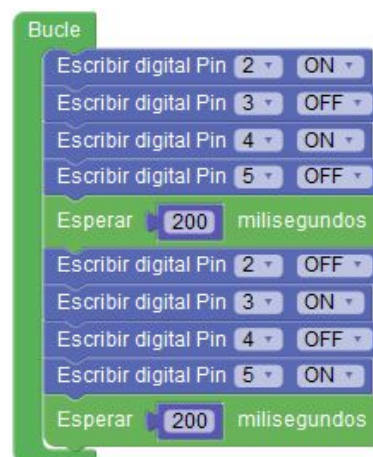 Bucle
Escribir digital Pin 2 ON
Escribir digital Pin 3 OFF
Escribir digital Pin 4 ON
Escribir digital Pin 5 OFF
Esperar 200 milisegundos
Escribir digital Pin 2 OFF
Escribir digital Pin 3 ON
Escribir digital Pin 4 OFF
Escribir digital Pin 5 ON
Esperar 200 milisegundos